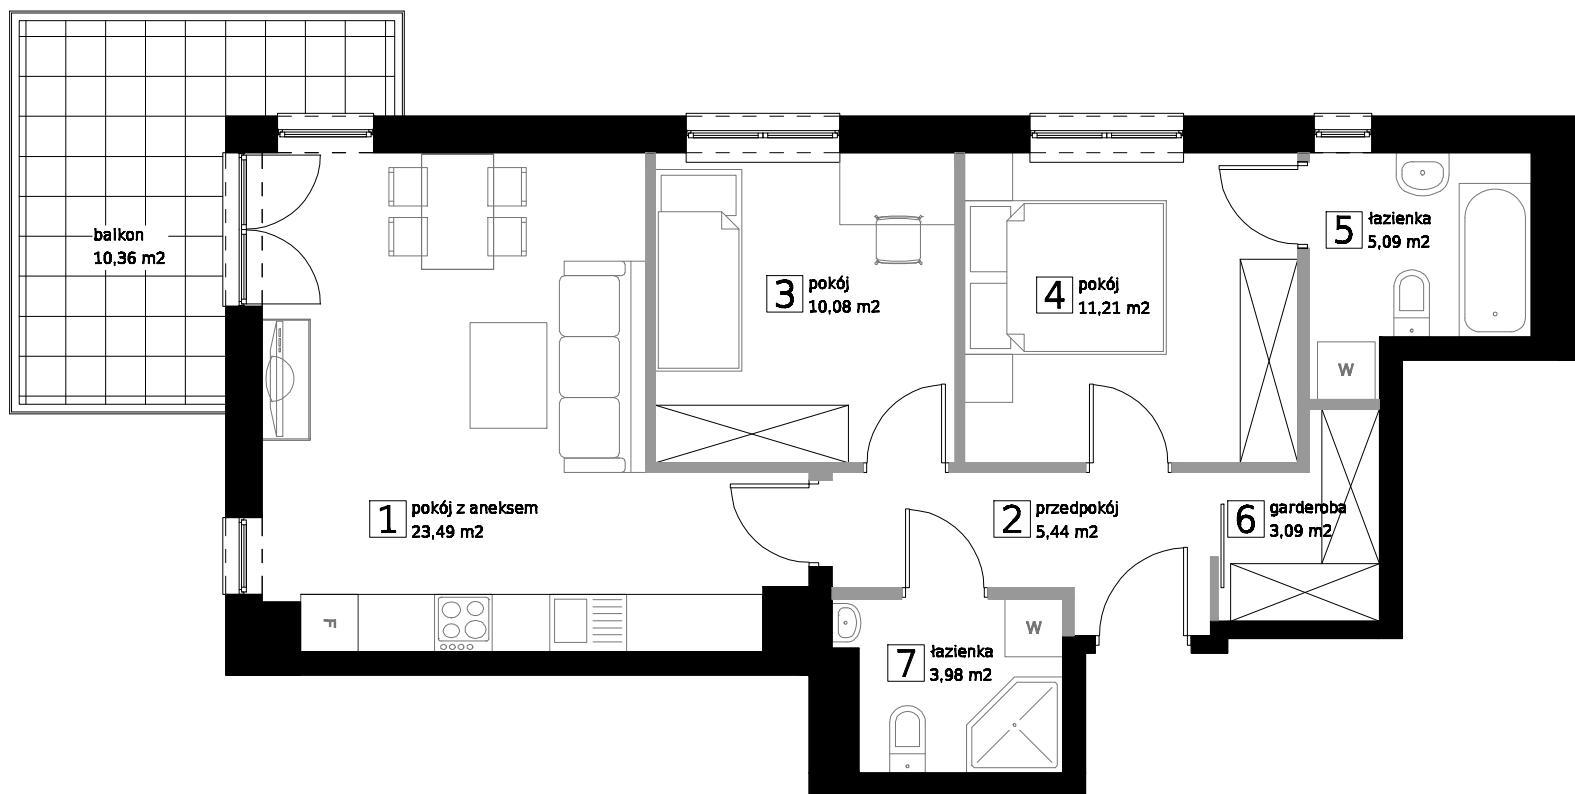 balkon
10,36 m2
1
pokój z aneksem
23,49 m2
3
pokój
10,08 m2
4
pokój
11,21 m2
5
łazienka
5,09 m2
W
2
przedpokój
5,44 m2
6
garderoba
3,09 m2
F
7
łazienka
3,98 m2
W